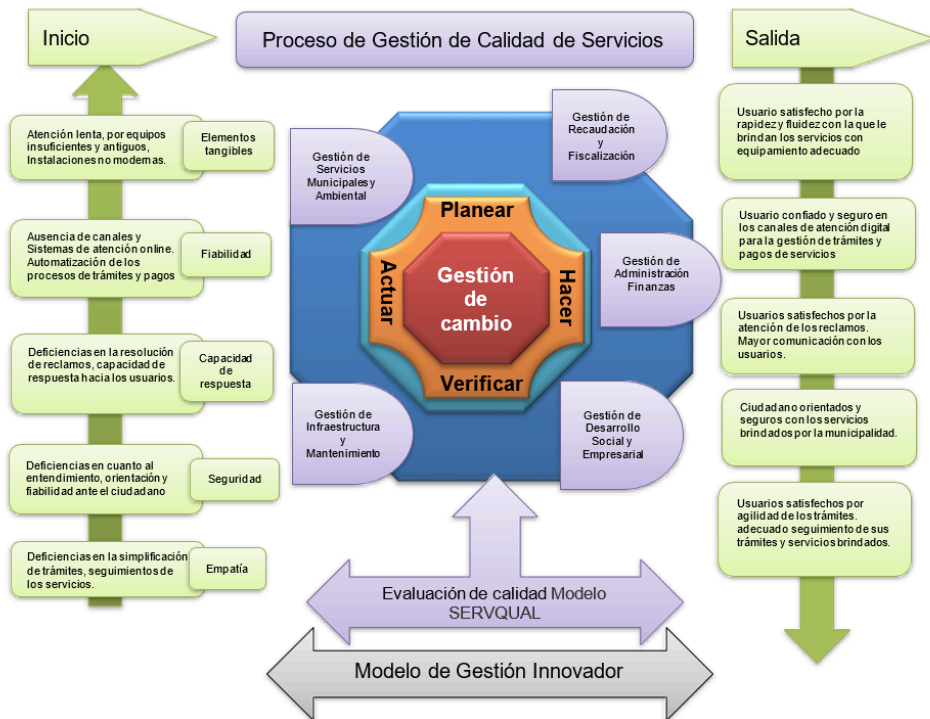 Inicio
Proceso de Gestión de Calidad de Servicios
Salida
Atención lenta, por equipos
insuficientes y antiguos,
Instalaciones no modernas.
Elementos
tangibles
Ausencia de canales y
Sistemas de atención online.
Automatización de los
procesos de trámites y pagos
Fiabilidad
Deficiencias en la resolución
de reclamos, capacidad de
respuesta hacia los usuarios.
Capacidad
de
respuesta
Deficiencias en cuanto al
entendimiento, orientación y
fiabilidad ante el ciudadano
Seguridad
Deficiencias en la simplificación
de trámites, seguimientos de
los servicios.
Empatía
Gestión de
Servicios
Municipales y
Ambiental
Gestión de
Recaudación
y
Fiscalización
Gestión de
Administración
Finanzas
Gestión de
Infraestructura
y
Mantenimiento
Gestión de
Desarrollo
Social y
Empresarial
Planear
Hacer
Verificar
Actuar
Gestión
de
cambio
Usuario satisfecho por la
rapidez y fluidez con la que le
brindan los servicios con
equipamiento adecuado
Usuario confiado y seguro en
los canales de atención digital
para la gestión de trámites y
pagos de servicios
Usuarios satisfechos por la
atención de los reclamos.
Mayor comunicación con los
usuarios.
Ciudadano orientados y
seguros con los servicios
brindados por la municipalidad.
Usuarios satisfechos por
agilidad de los trámites.
adecuado seguimiento de sus
trámites y servicios brindados.
Evaluación de calidad Modelo
SERVQUAL
Modelo de Gestión Innovador